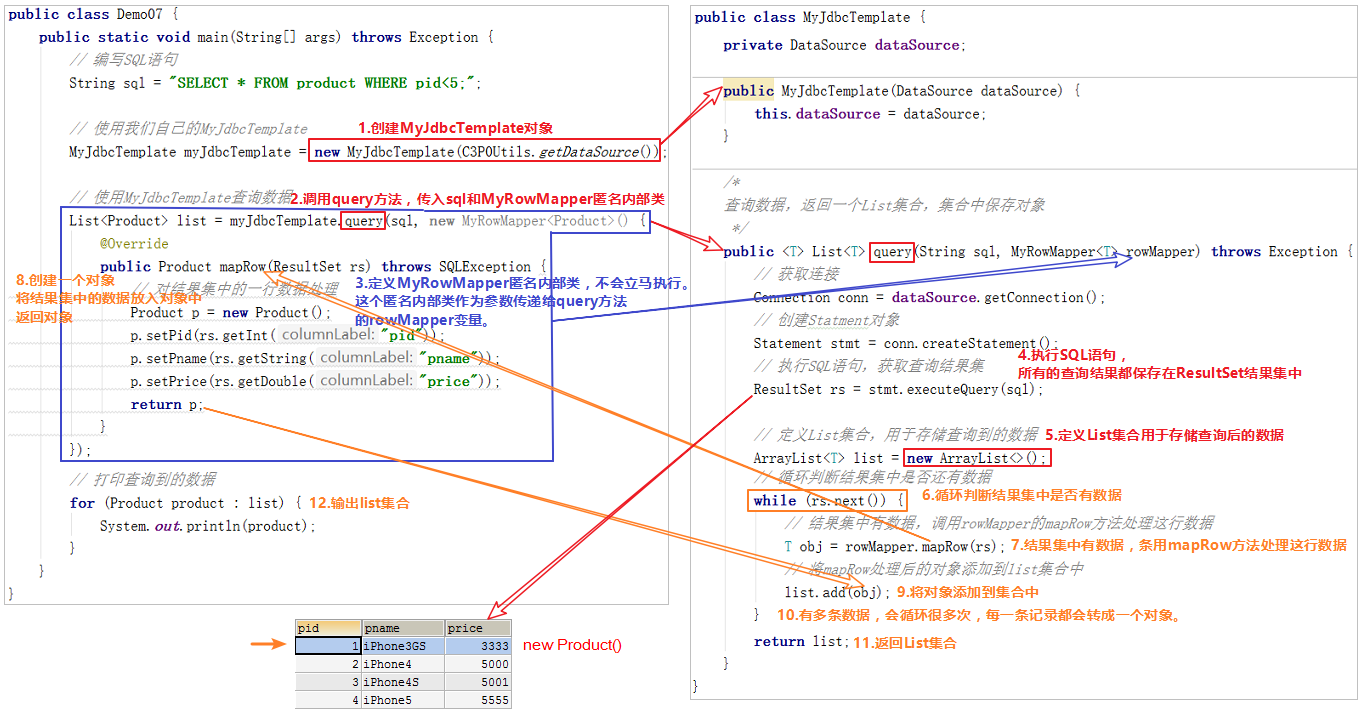 public class Demo07 {
public static void main(String[] args) throws Exception {
// 编写SQL语句
String sql = "SELECT * FROM product WHERE pid<5;";
// 使用我们自己的MyJdbcTemplate
1.创建MyJdbcTemplate对象
MyJdbcTemplate myJdbcTemplate = new MyJdbcTemplate(C3P0Utils.getDataSource());
// 使用MyJdbcTemplate查询数据
2.调用query方法，传入sql和MyRowMapper匿名内部类
List<Product> list = myJdbcTemplate.query(sql, new MyRowMapper<Product>() {
@Override
public Product mapRow(ResultSet rs) throws SQLException {
8.创建一个对象
将结果集中的数据放入对象中
返回对象
// 对结果集中的一行数据处理
3.定义MyRowMapper匿名内部类，不会立马执行。
这个匿名内部类作为参数传递给query方法
的rowMapper变量。
Product p = new Product();
p.setPid(rs.getInt( columnLabel: "pid"));
p.setPname(rs.getString( columnLabel: "pname"));
p.setPrice(rs.getDouble( columnLabel: "price"));
return p;
}
});
// 打印查询到的数据
for (Product product : list) { 12.输出list集合
System.out.println(product);
}
}
}
public class MyJdbcTemplate {
private DataSource dataSource;
public MyJdbcTemplate(DataSource dataSource) {
this.dataSource = dataSource;
}
/*
查询数据，返回一个List集合，集合中保存对象
*/
public <T> List<T> query(String sql, MyRowMapper<T> rowMapper) throws Exception {
// 获取连接
Connection conn = dataSource.getConnection();
// 创建Statment对象
Statement stmt = conn.createStatement();
4.执行SQL语句，
所有的查询结果都保存在ResultSet结果集中
// 执行SQL语句，获取查询结果集
ResultSet rs = stmt.executeQuery(sql);
// 定义List集合，用于存储查询到的数据 5.定义List集合用于存储查询后的数据
ArrayList<T> list = new ArrayList<>();
// 循环判断结果集中是否还有数据
while (rs.next()) { 6.循环判断结果集中是否有数据
// 结果集中有数据，调用rowMapper的mapRow方法处理这行数据
T obj = rowMapper.mapRow(rs); 7.结果集中有数据，条用mapRow方法处理这行数据
// 将mapRow处理后的对象添加到list集合中
list.add(obj); 9.将对象添加到集合中
} 10.有多条数据，会循环很多次，每一条记录都会转成一个对象。
return list; 11.返回List集合
}
}
pid pname price
1 iPhone3GS 3333 new Product()
2 iPhone4 5000
3 iPhone4S 5001
4 iPhone5 5555